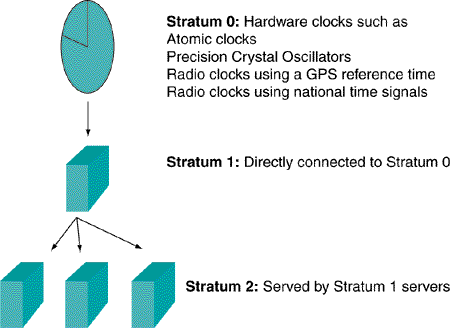 Stratum 0: Hardware clocks such as
Atomic clocks
Precision Crystal Oscillators
Radio clocks using a GPS reference time
Radio clocks using national time signals
Stratum 1: Directly connected to Stratum 0
Stratum 2: Served by Stratum 1 servers